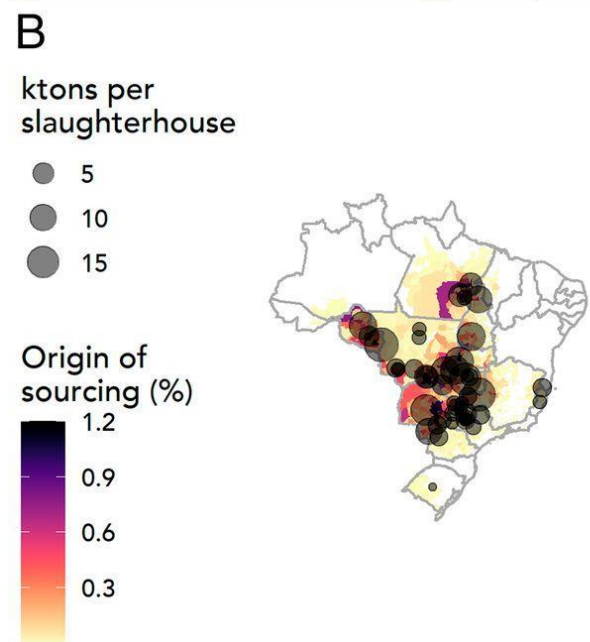 B
ktons per
slaughterhouse
5
10
15
Origin of
sourcing (%)
1.2
0.9
0.6
0.3